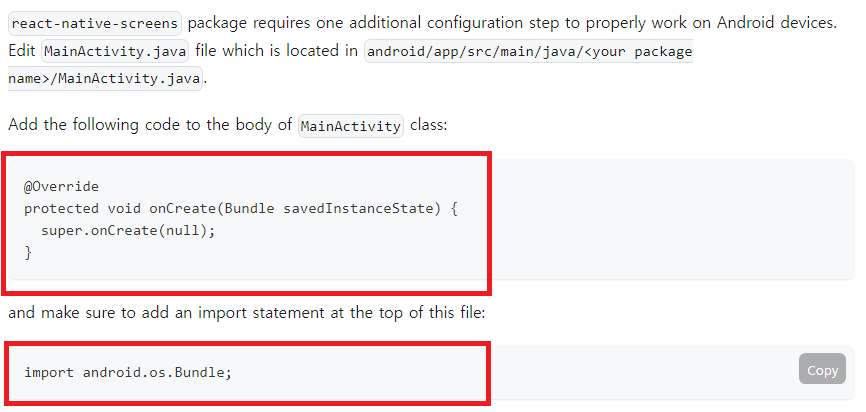 react-native-screens package requires one additional configuration step to properly work on Android devices.
Edit MainActivity.java file which is located in android/app/src/main/java/<your package
name>/MainActivity.java.
Add the following code to the body of MainActivity class:
@Override
protected void onCreate(Bundle savedInstanceState) {
  super.onCreate(null);
}
and make sure to add an import statement at the top of this file:
import android.os.Bundle;
Copy